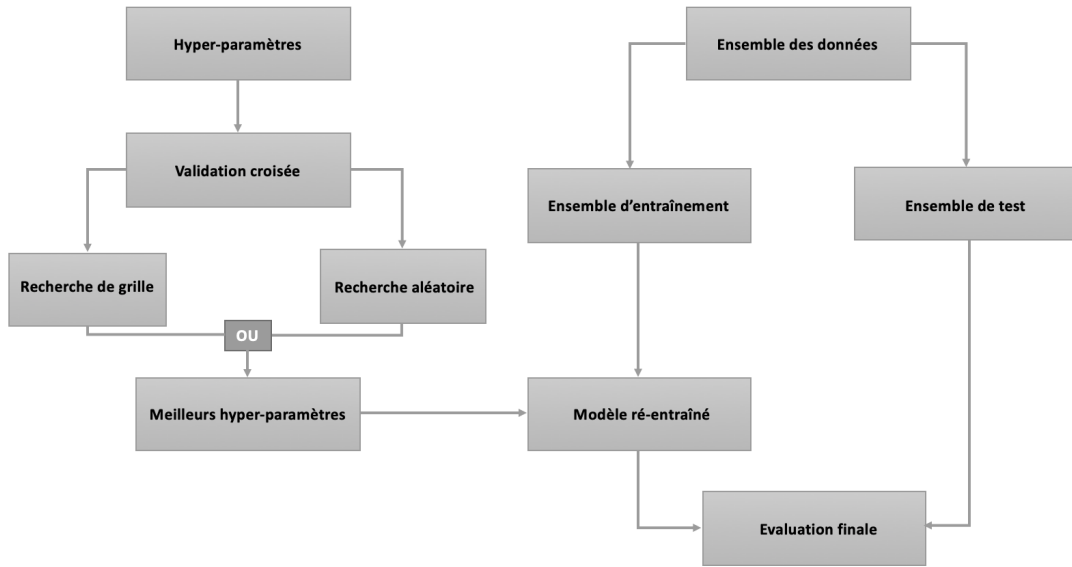 Hyper-paramètres
Ensemble des données
Validation croisée
Ensemble d'entraînement
Ensemble de test
Recherche de grille
Recherche aléatoire
OU
Meilleurs hyper-paramètres
Modèle ré-entraîné
Evaluation finale